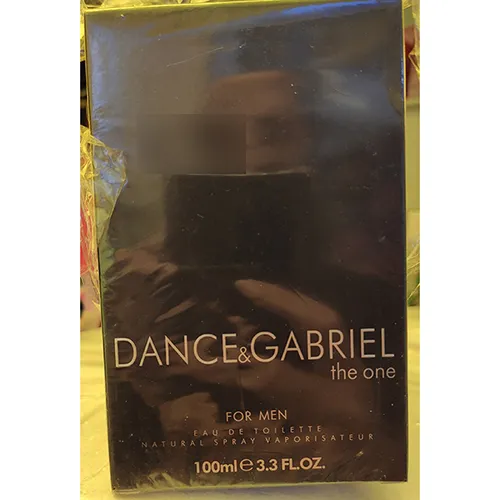 DANCE&GABRIEL
the one
FOR MEN
EAU DE TOILETTE
NATURAL SPRAY VAPORISATEUR
100ml e 3.3 FL.OZ.